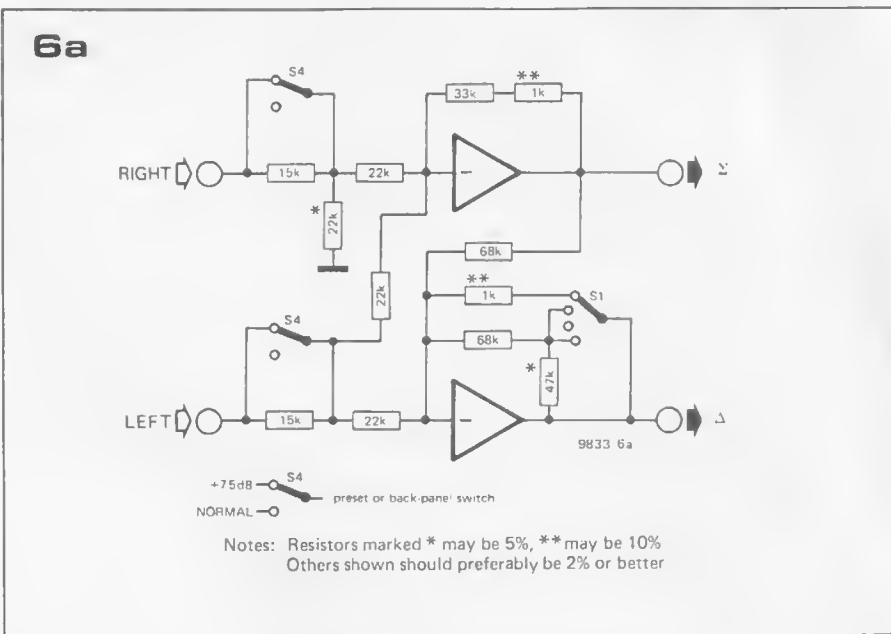 6a
S4
**
33k
1k
RIGHT
15k
22k
Σ
*
22k
68k
**
22k
1k
S1
S4
68k
*
47k
LEFT
15k
22k
Δ
9833 6a
+75dB
S4
preset or back-panel switch
NORMAL
Notes: Resistors marked * may be 5%, ** may be 10%
Others shown should preferably be 2% or better